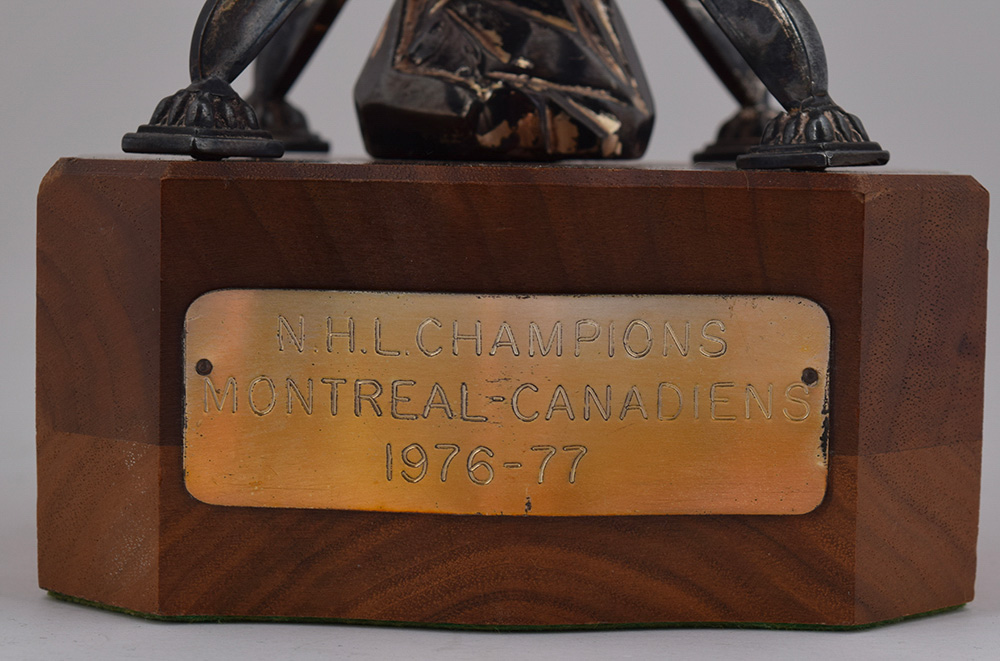 N.H.L. CHAMPIONS
MONTREAL-CANADIENS
1976-77